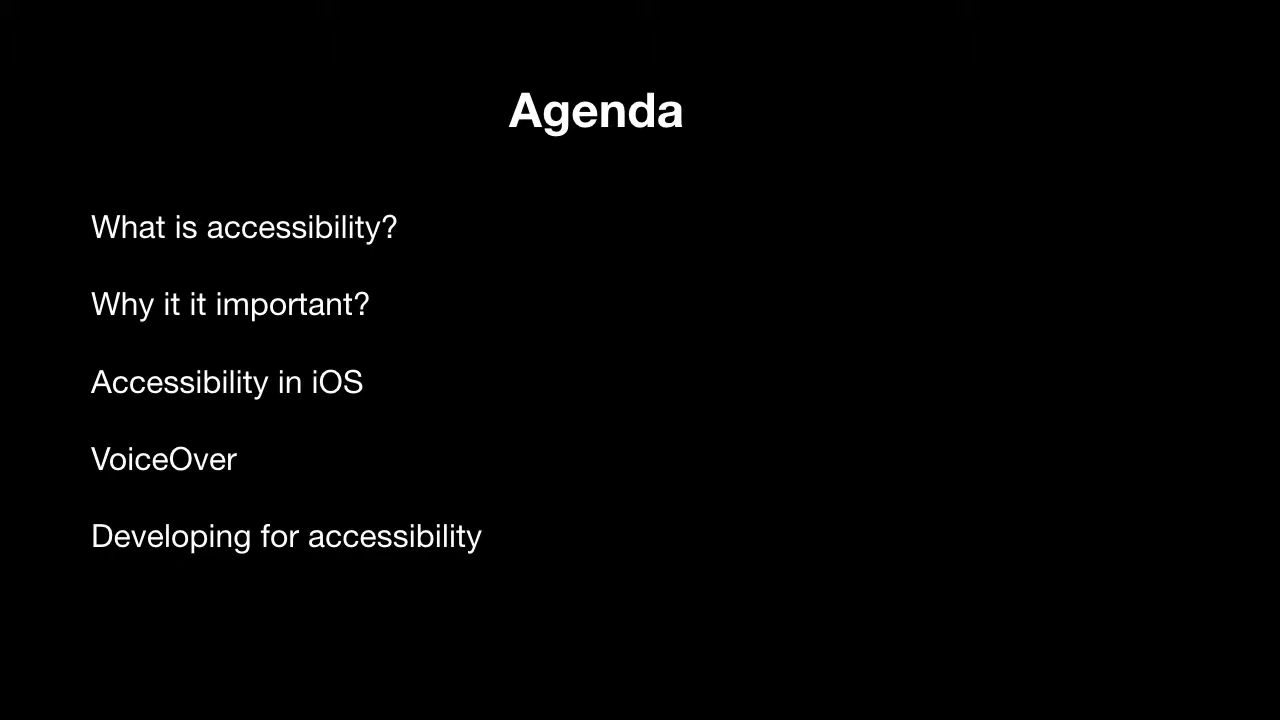 Agenda
What is accessibility?
Why it it important?
Accessibility in iOS
VoiceOver
Developing for accessibility